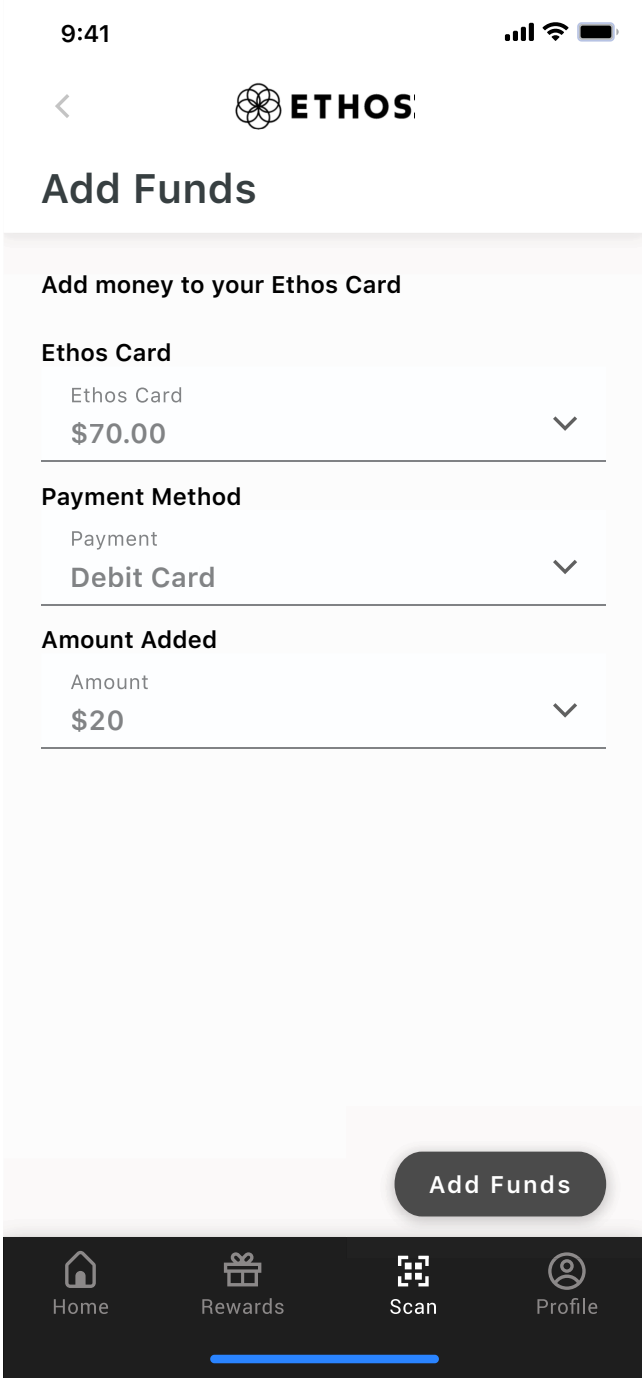 9:41
ETHOS
Add Funds
Add money to your Ethos Card
Ethos Card
Ethos Card
$70.00
Payment Method
Payment
Debit Card
Amount Added
Amount
$20
Add Funds
Home Rewards Scan Profile